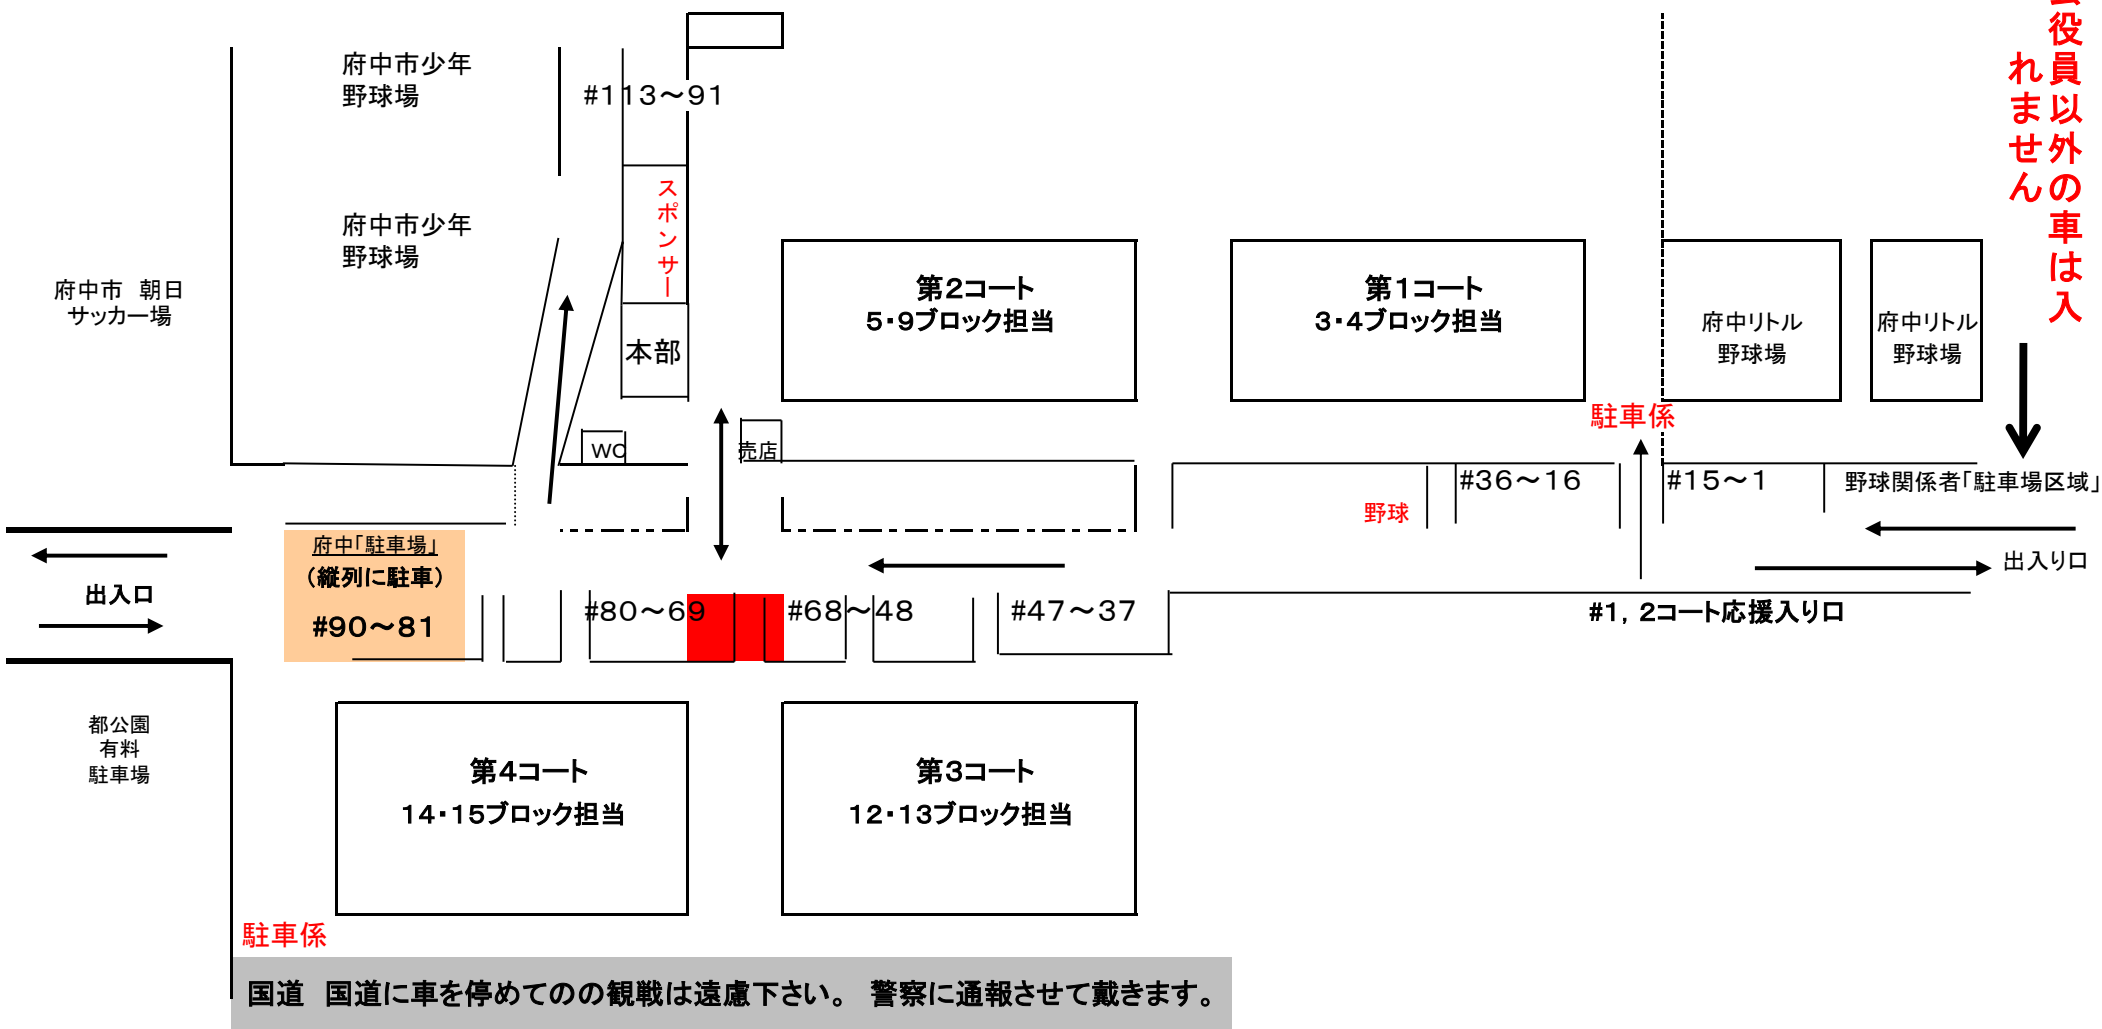 役員以外の車は入
れません
府中市少年
野球場
#113～91
スポンサー
府中市少年
野球場
府中市　朝日
サッカー場
本部
第2コート
5・9ブロック担当
第1コート
3・4ブロック担当
府中リトル
野球場
府中リトル
野球場
駐車係
WC
売店
野球
#36～16
#15～1
野球関係者「駐車場区域」
府中「駐車場」
（縦列に駐車）
#90～81
出入口
出入り口
#80～69
#68～48
#47～37
#1，2コート応援入り口
都公園
有料
駐車場
第4コート
14・15ブロック担当
第3コート
12・13ブロック担当
駐車係
国道　国道に車を停めてのの観戦は遠慮下さい。　警察に通報させて戴きます。